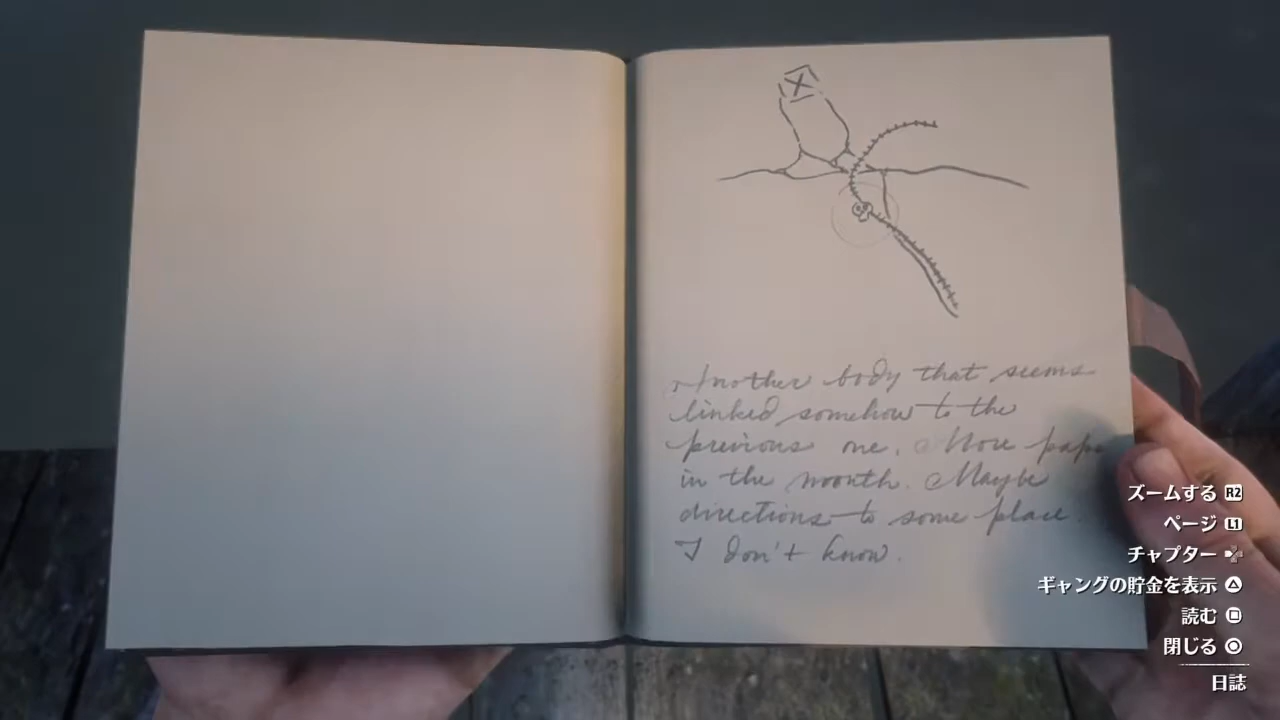 Another body that seems
linked somehow to the
previous one. More pape
in the mouth. Maybe
directions to some place.
I don't know.
ズームする R2
ページ L1
チャプター
ギャングの貯金を表示
読む
閉じる
日誌